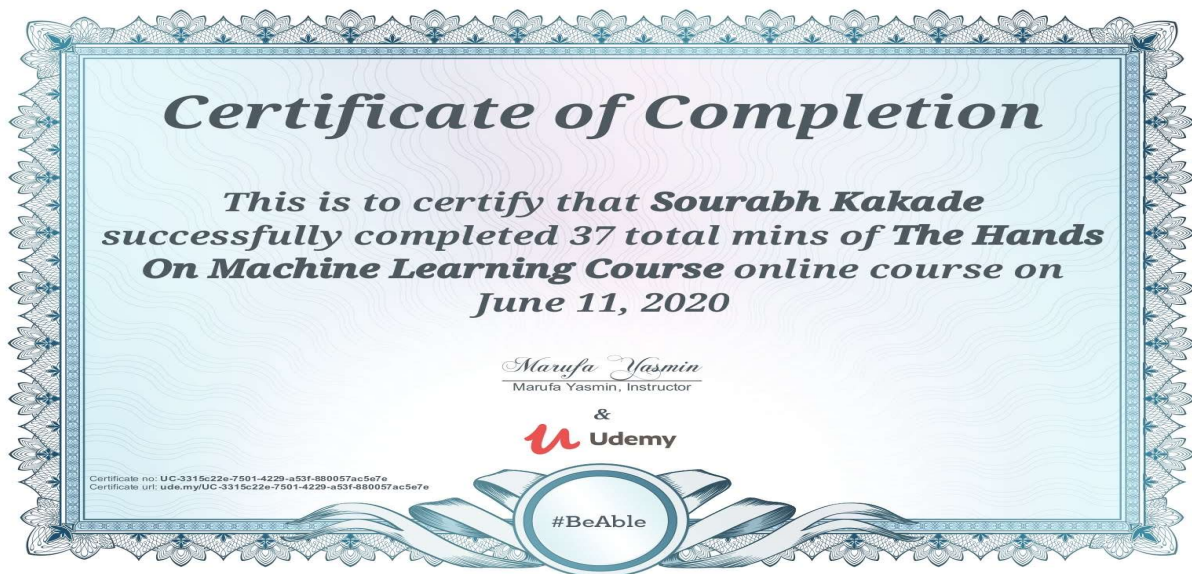 Certificate of Completion
This is to certify that Sourabh Kakade
successfully completed 37 total mins of The Hands
On Machine Learning Course online course on
June 11, 2020
Marufa Yasmin
Marufa Yasmin, Instructor
&
Udemy
Certificate no: UC-3315c22e-7501-4229-a53f-880057ac5e7e
Certificate url: ude.my/UC-3315c22e-7501-4229-a53f-880057ac5e7e
#BeAble